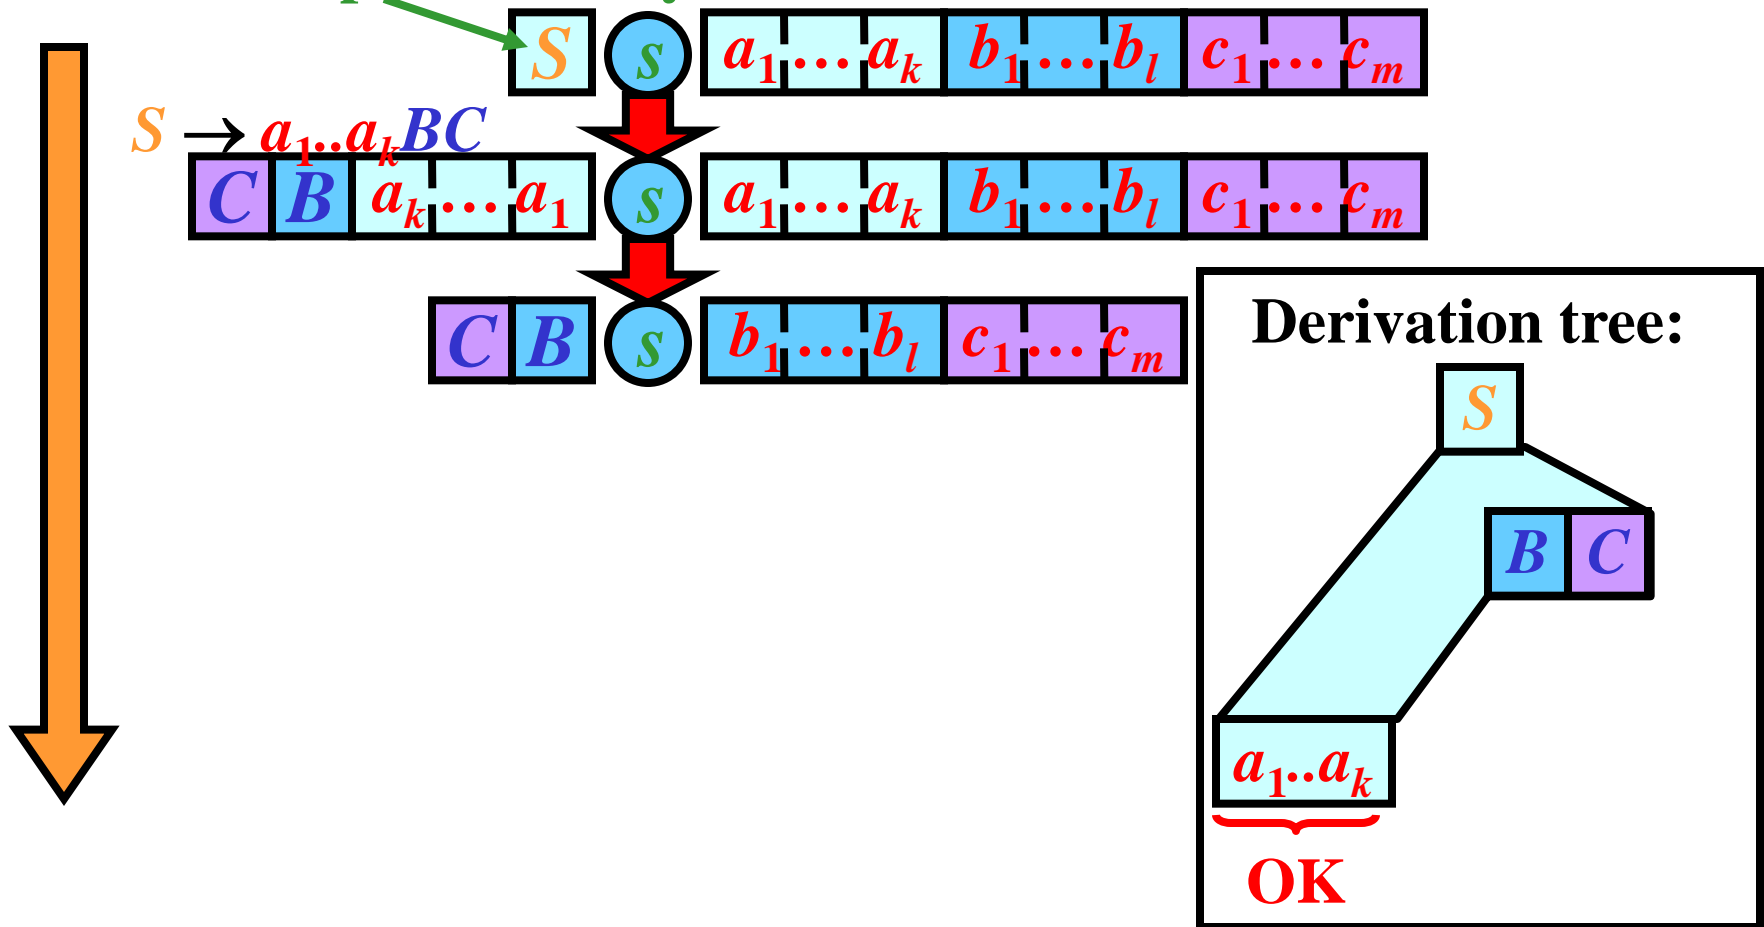 S s a₁ … aₖ b₁ … bₗ c₁ … cₘ
S → a₁..aₖBC
C B aₖ … a₁ s a₁ … aₖ b₁ … bₗ c₁ … cₘ
C B s b₁ … bₗ c₁ … cₘ
Derivation tree:
S
B C
a₁..aₖ
OK